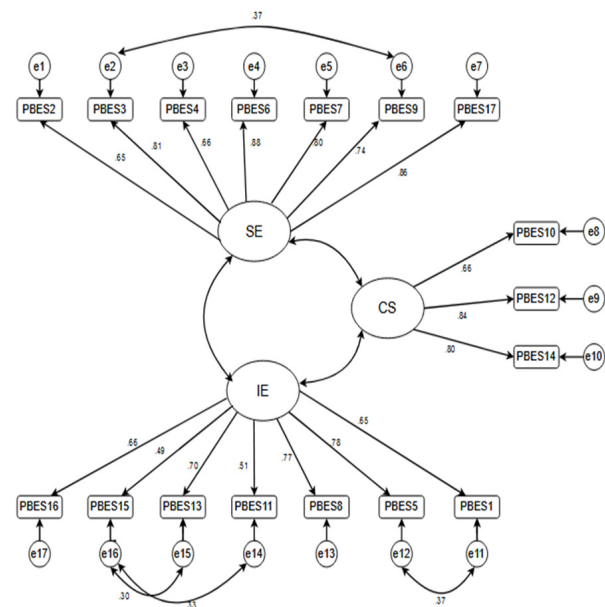 .37
e1 e2 e3 e4 e5 e6 e7
PBES2 PBES3 PBES4 PBES6 PBES7 PBES9 PBES17
.65 .81 .66 .88 .80 .74 .86
SE
PBES10 e8
.66
CS
PBES12 e9
.84
.80
PBES14 e10
IE
.66 .49 .70 .51 .77 .78 .65
PBES16 PBES15 PBES13 PBES11 PBES8 PBES5 PBES1
e17 e16 e15 e14 e13 e12 e11
.30 .33 .37